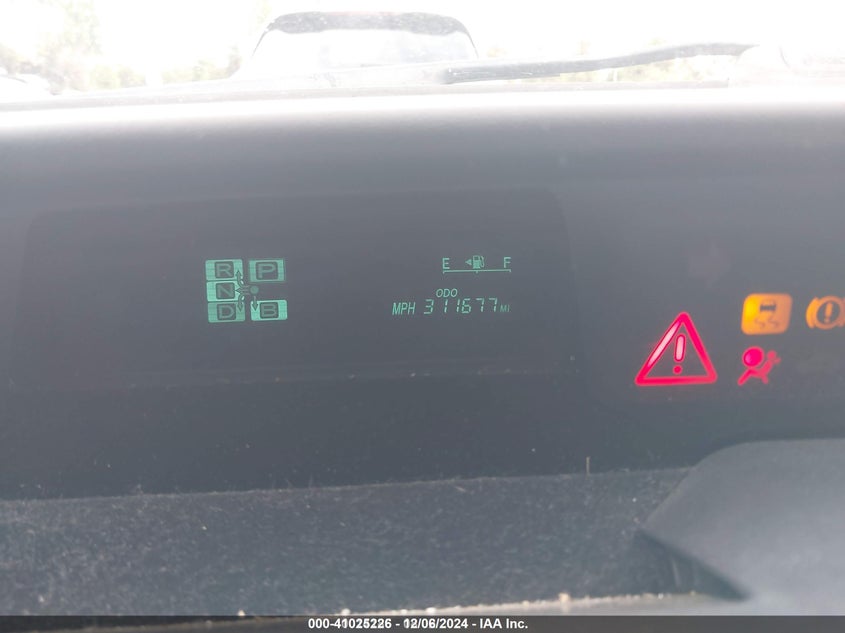 R P
N
D B
E F
ODO
MPH 311677 MI
000-41025226 - 12/06/2024 - IAA Inc.